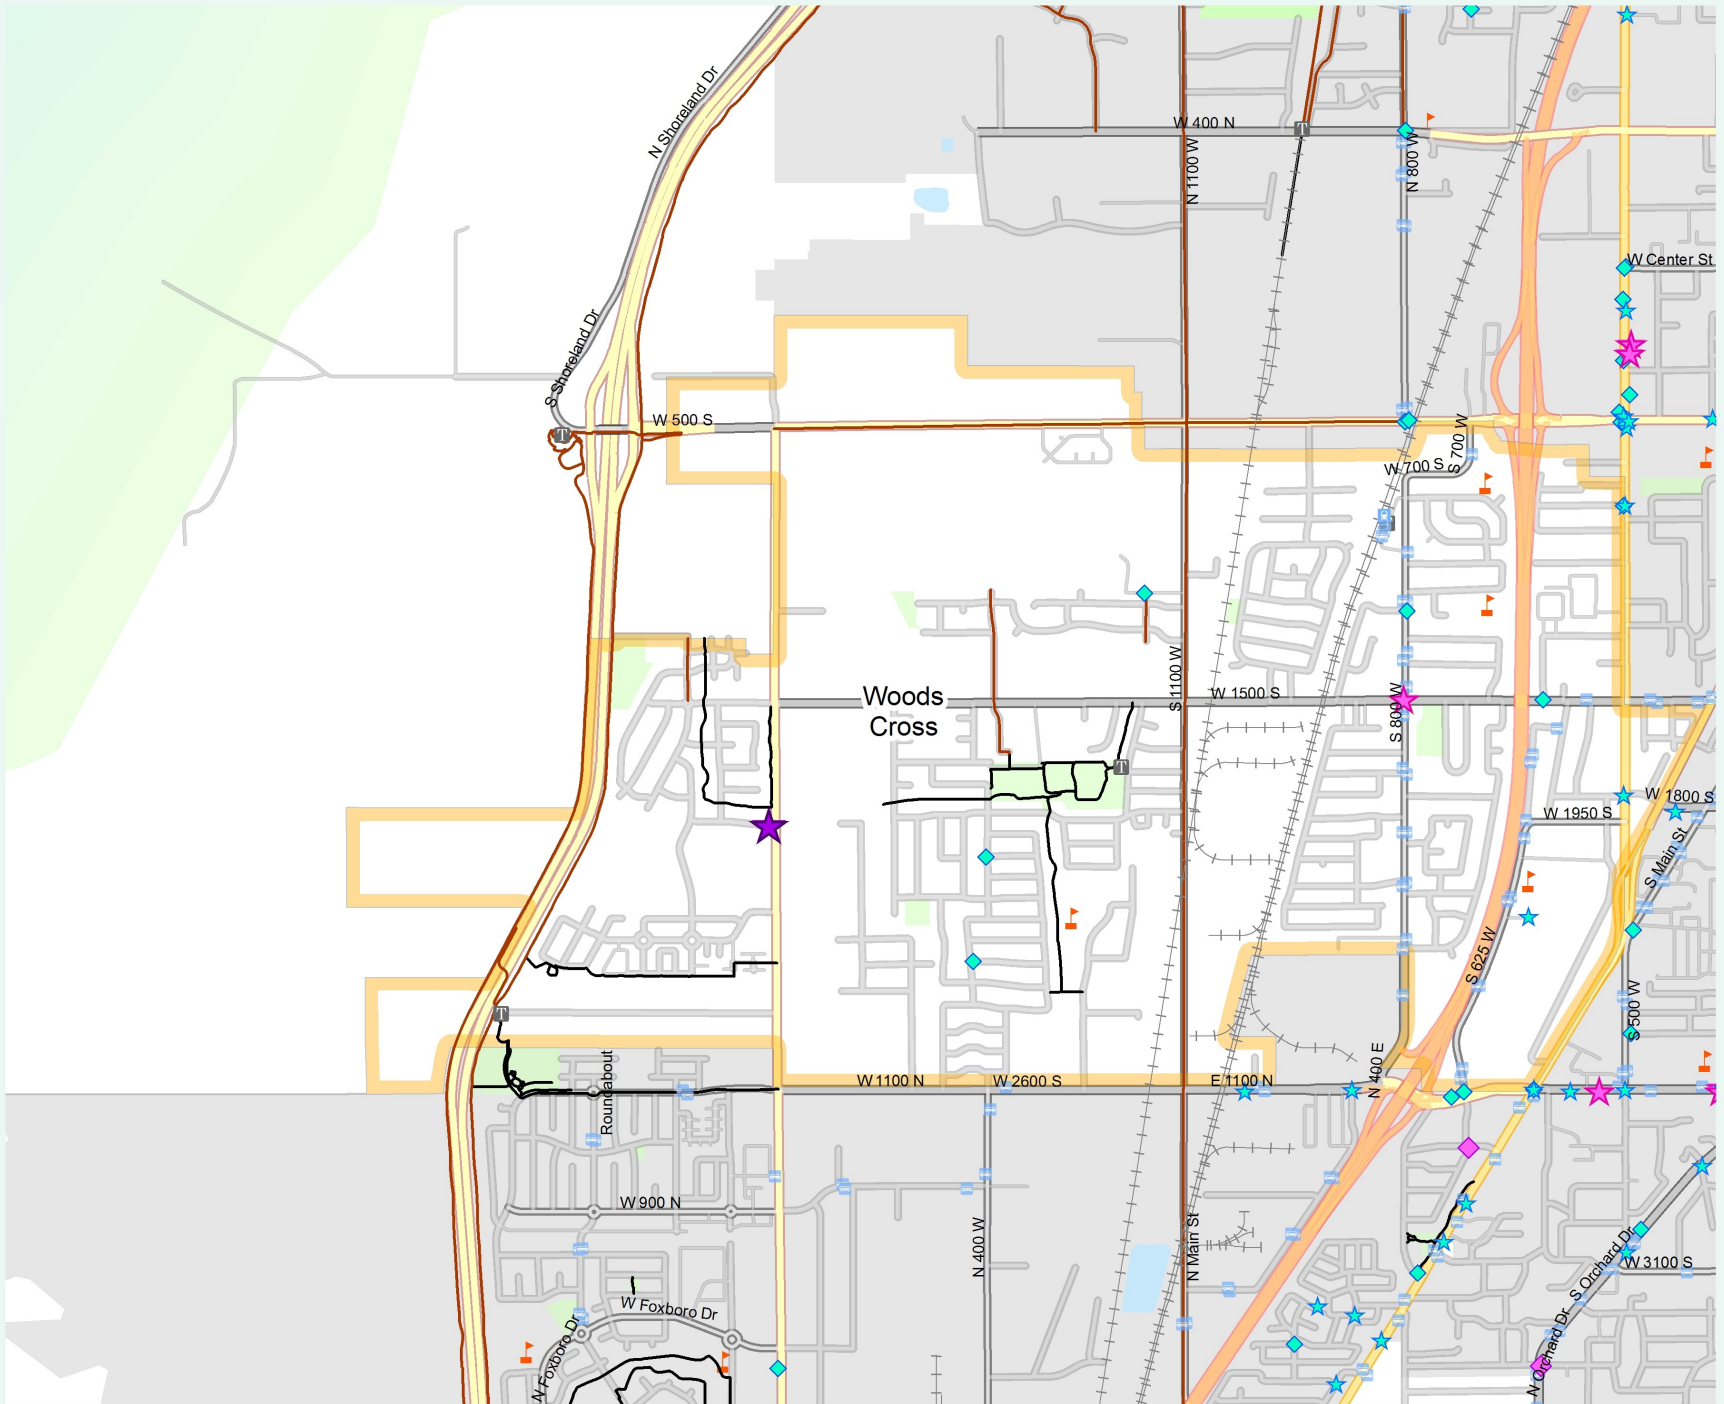 N Shoreland Dr
W 400 N
N 1100 W
N 800 W
W Center St
S Shoreland Dr
W 500 S
S 700 W
W 700 S
S 1100 W
W 1500 S
Woods
Cross
S 800 W
W 1950 S
W 1800 S
S Main St
S 625 W
S 500 W
Roundabout
W 1100 N
W 2600 S
E 1100 N
N 400 E
W 900 N
N 400 W
N Main St
S Orchard Dr
W 3100 S
W Foxboro Dr
N Foxboro Dr
N Orchard Dr
T
T
T
T